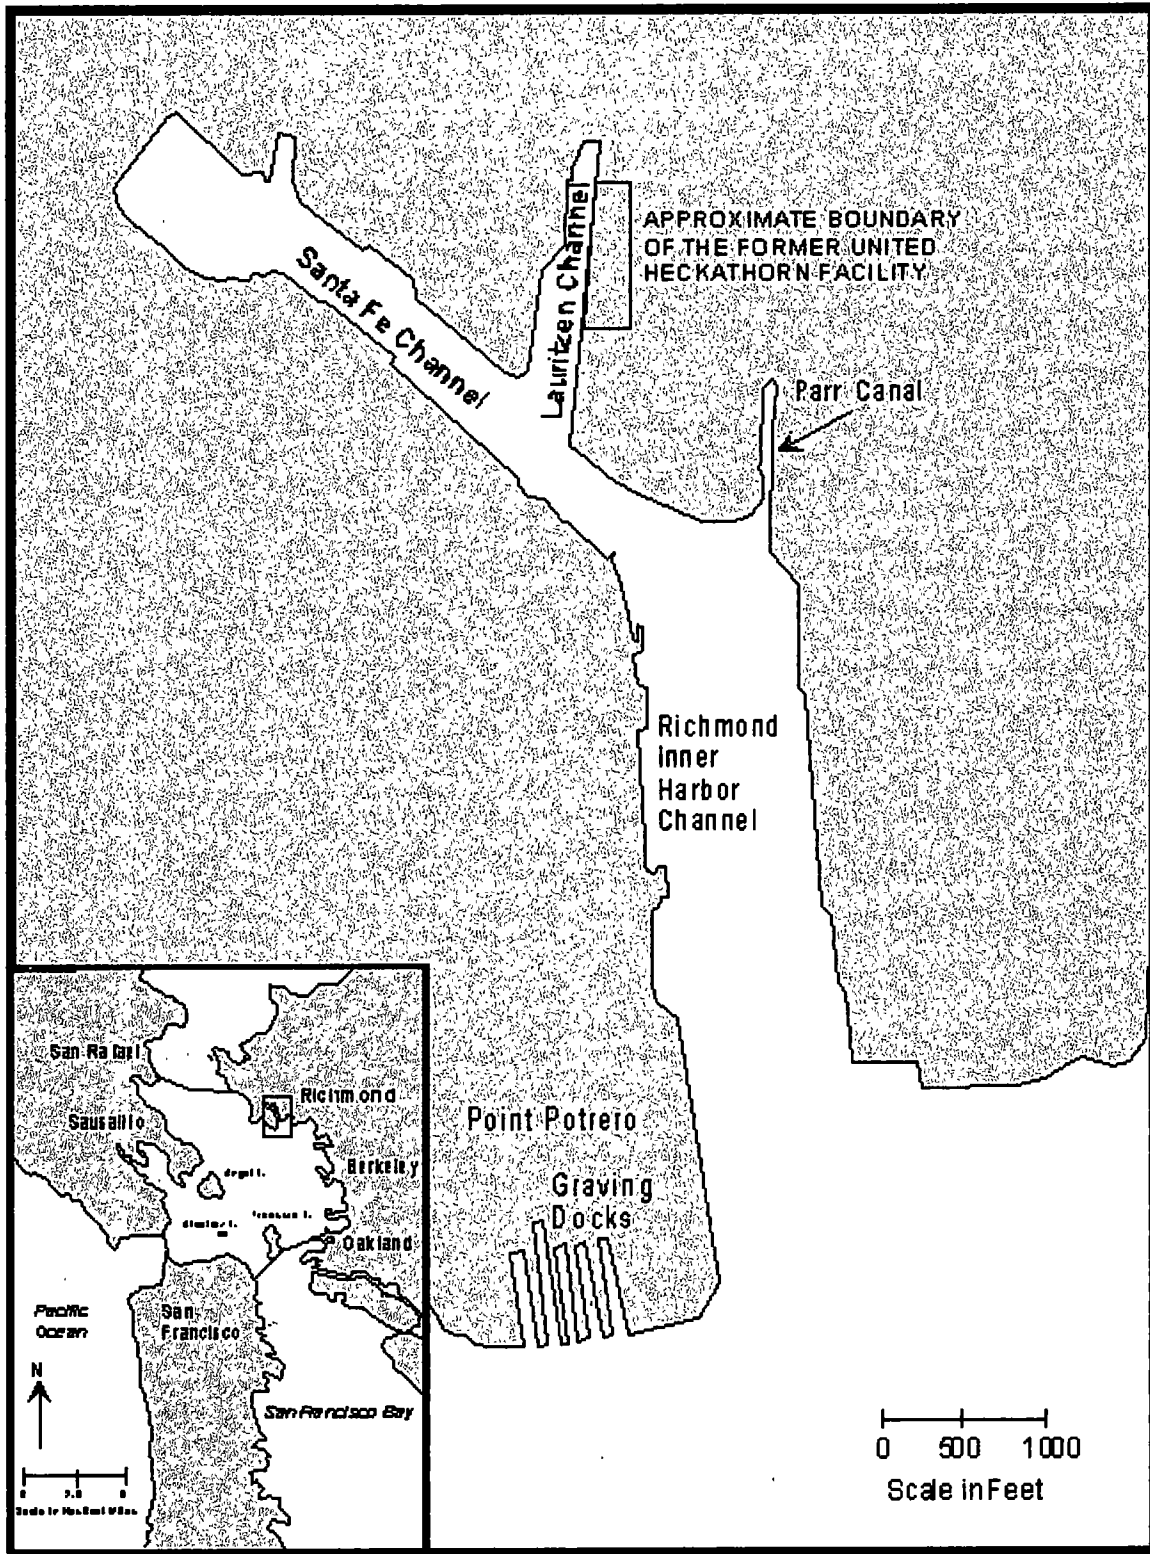 APPROXIMATE BOUNDARY
OF THE FORMER UNITED
HECKATHORN FACILITY
Santa Fe Channel
Lauritzen Channel
Parr Canal
Richmond
Inner
Harbor
Channel
Point Potrero
Graving
Docks
San Rafael
Richmond
Sausalito
Berkeley
Angel I.
Oakland
Pacific
Ocean
San
Francisco
N
San Francisco Bay
0 500 1000
Scale in Feet